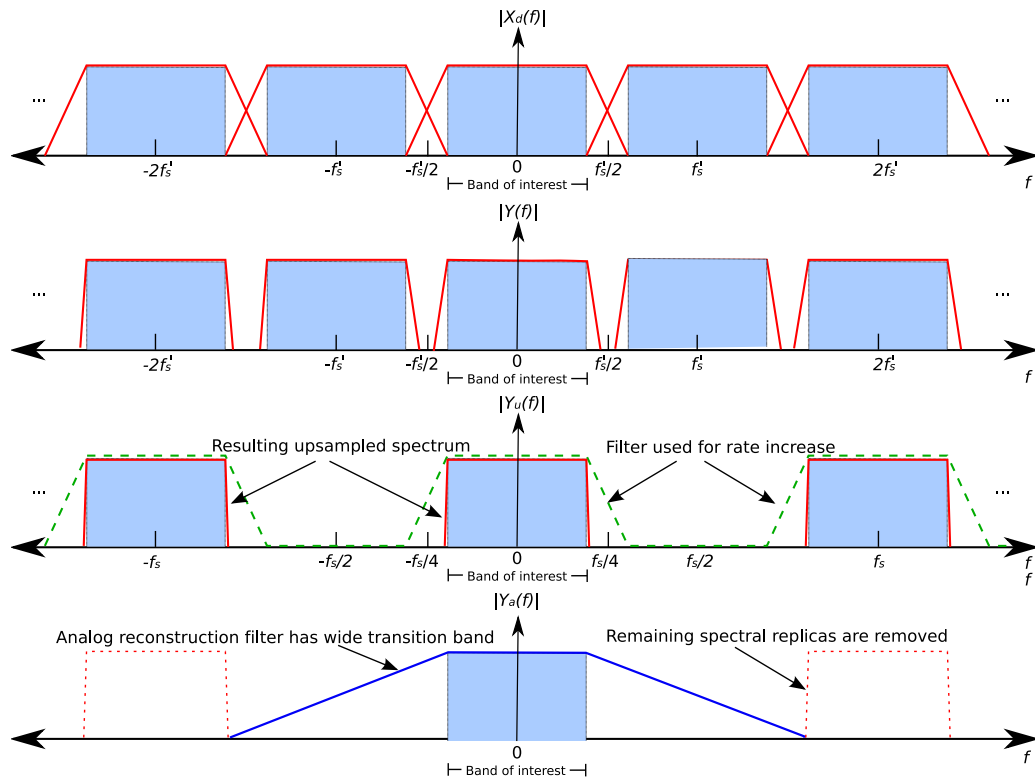 |Xd(f)|
... ...
-2fs' -fs' -fs'/2 0 fs'/2 fs' 2fs' f
Band of interest
|Y(f)|
... ...
-2fs' -fs' -fs'/2 0 fs'/2 fs' 2fs' f
Band of interest
|Yu(f)|
Resulting upsampled spectrum Filter used for rate increase
... ...
-fs -fs/2 -fs/4 0 fs/4 fs/2 fs f
Band of interest f
|Ya(f)|
Analog reconstruction filter has wide transition band Remaining spectral replicas are removed
0 f
Band of interest